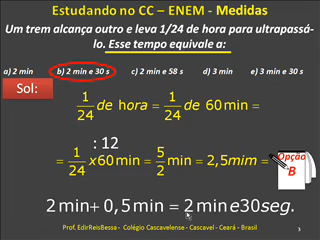 Estudando no CC – ENEM - Medidas
Um trem alcança outro e leva 1/24 de hora para ultrapassá-
lo. Esse tempo equivale a:
a) 2 min b) 2 min e 30 s c) 2 min e 58 s d) 3 min e) 3 min e 30 s
Sol:
1/24 de hora = 1/24 de 60 min =
: 12
= 1/24 x 60 min = 5/2 min = 2,5 mim =
Opção
B
2 min + 0,5 min = 2 min e 30 seg.
Prof. EdirReisBessa - Colégio Cascavelense - Cascavel - Ceará - Brasil
3